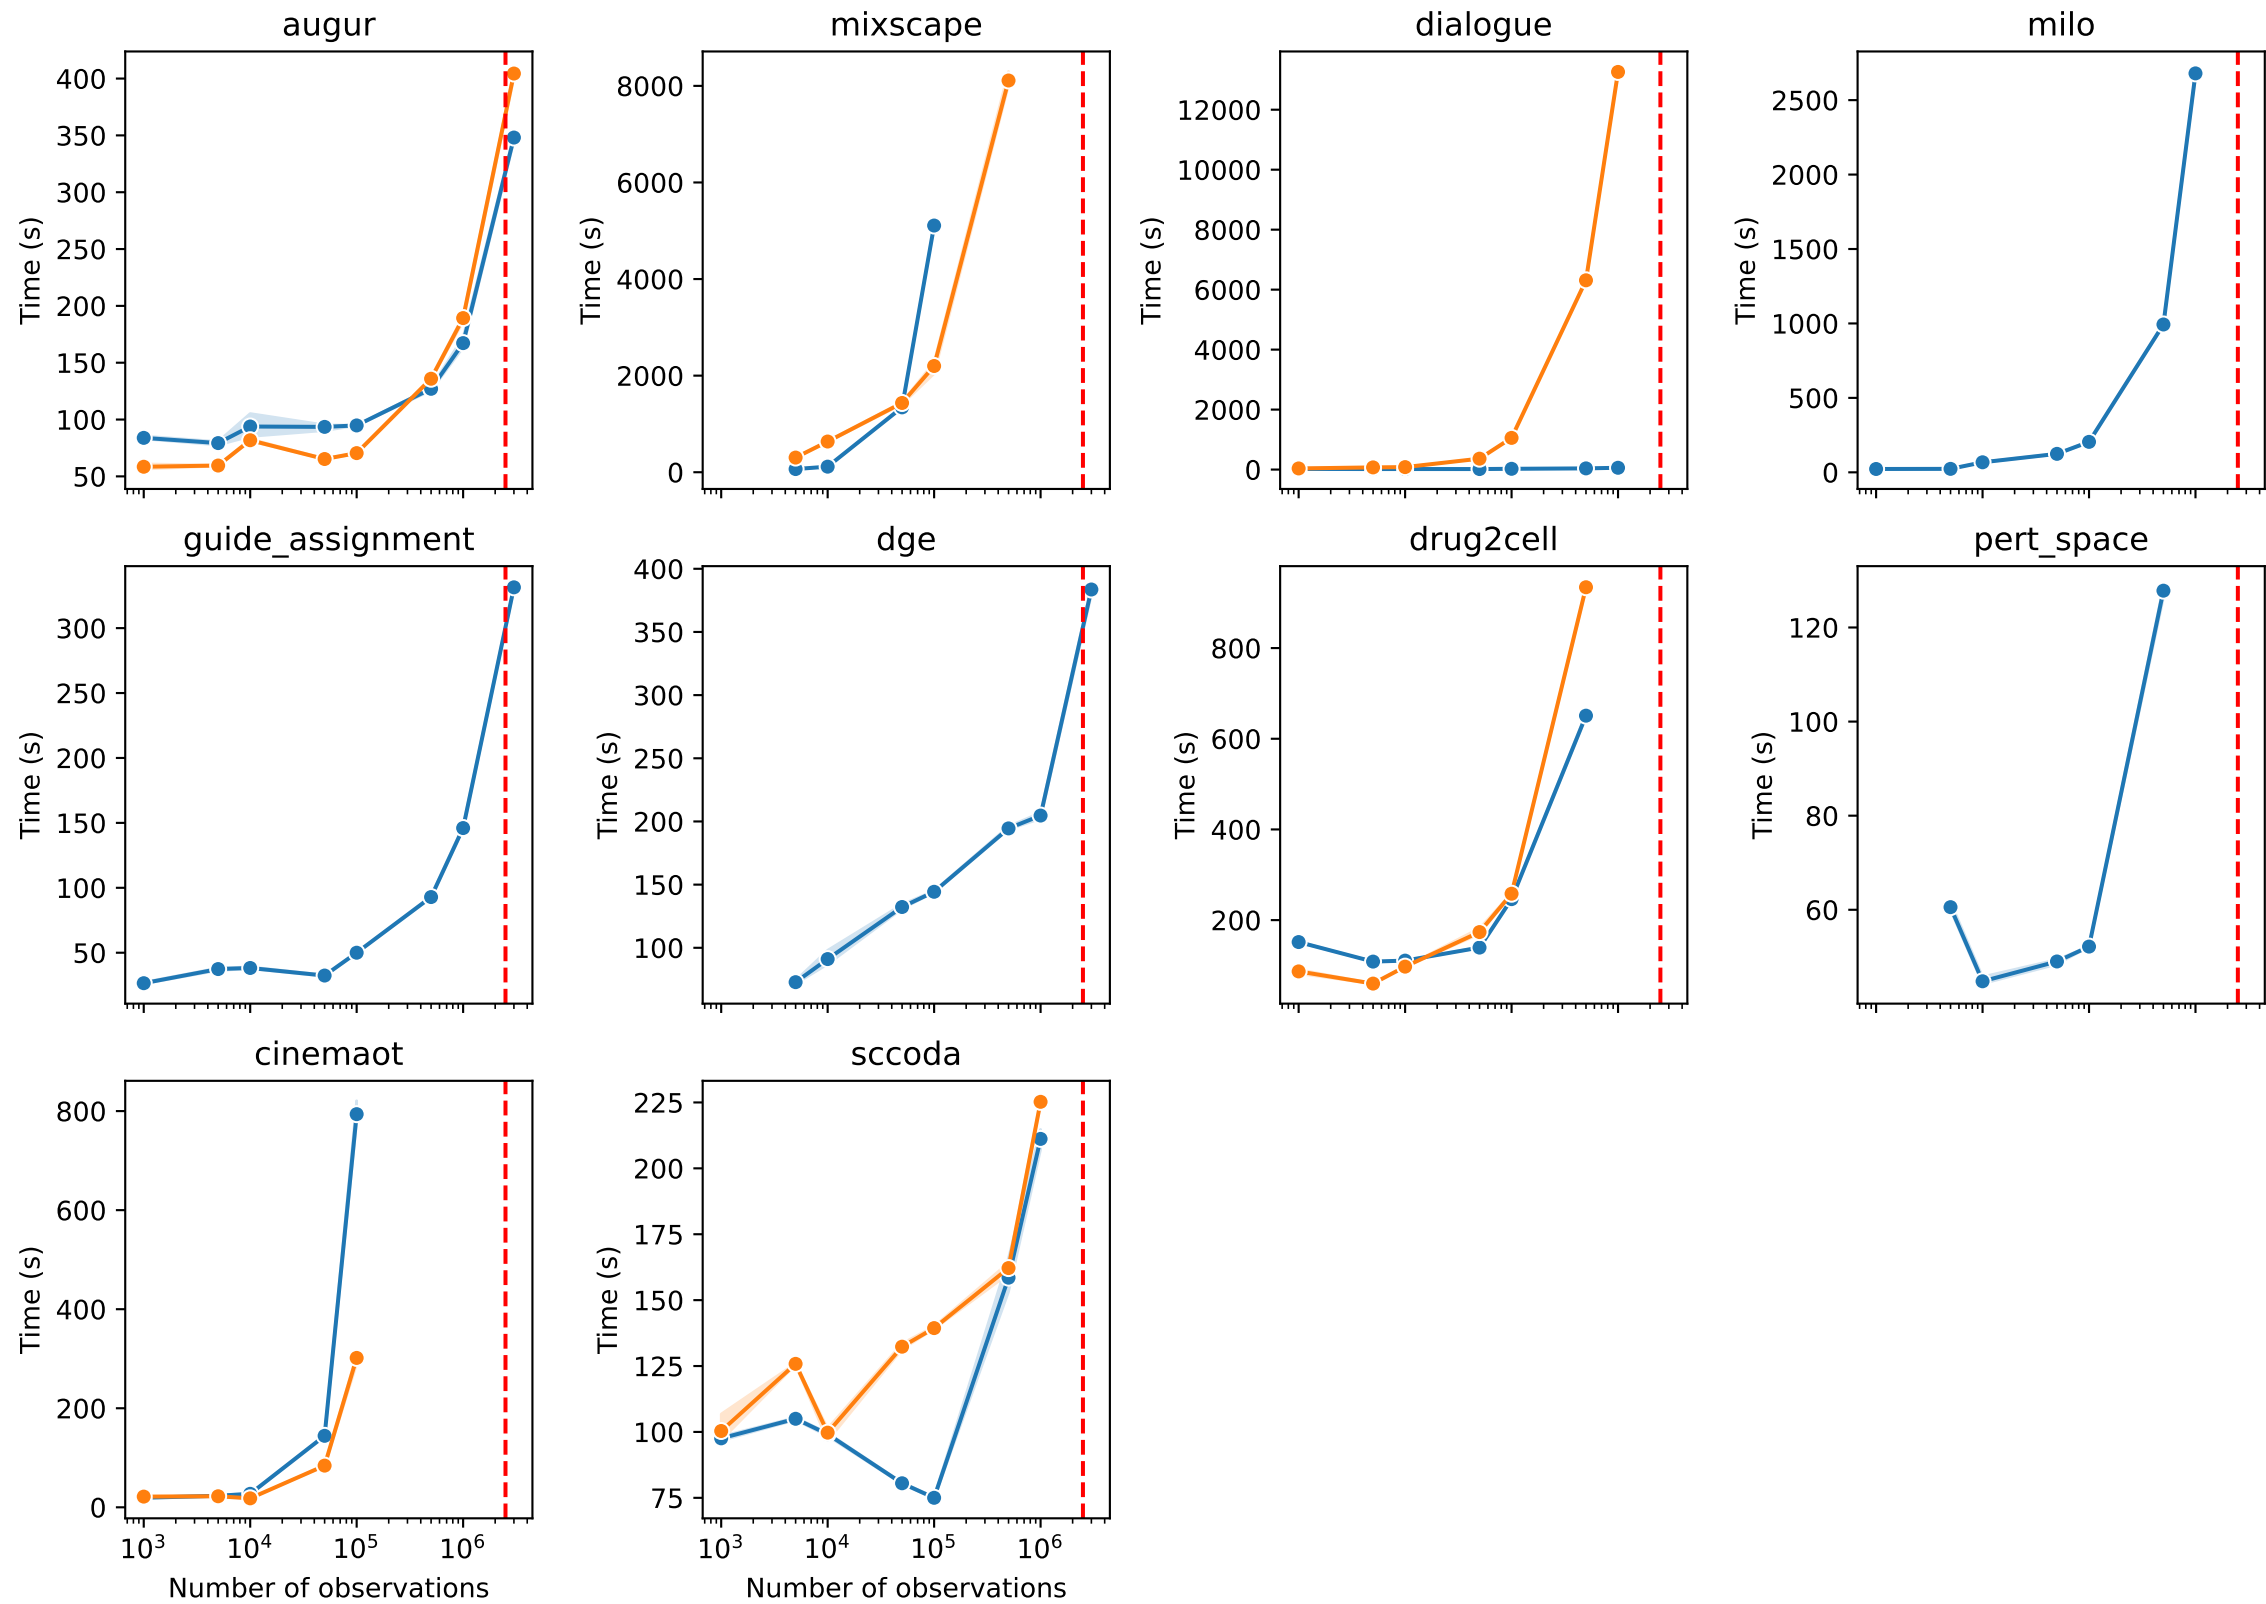 augur
400
350
300
250
200
150
100
50
Time (s)
mixscape
8000
6000
4000
2000
0
Time (s)
dialogue
12000
10000
8000
6000
4000
2000
0
Time (s)
milo
2500
2000
1500
1000
500
0
Time (s)
guide_assignment
300
250
200
150
100
50
Time (s)
dge
400
350
300
250
200
150
100
Time (s)
drug2cell
800
600
400
200
Time (s)
pert_space
120
100
80
60
Time (s)
cinemaot
800
600
400
200
0
Time (s)
10³ 10⁴ 10⁵ 10⁶
Number of observations
sccoda
225
200
175
150
125
100
75
Time (s)
10³ 10⁴ 10⁵ 10⁶
Number of observations